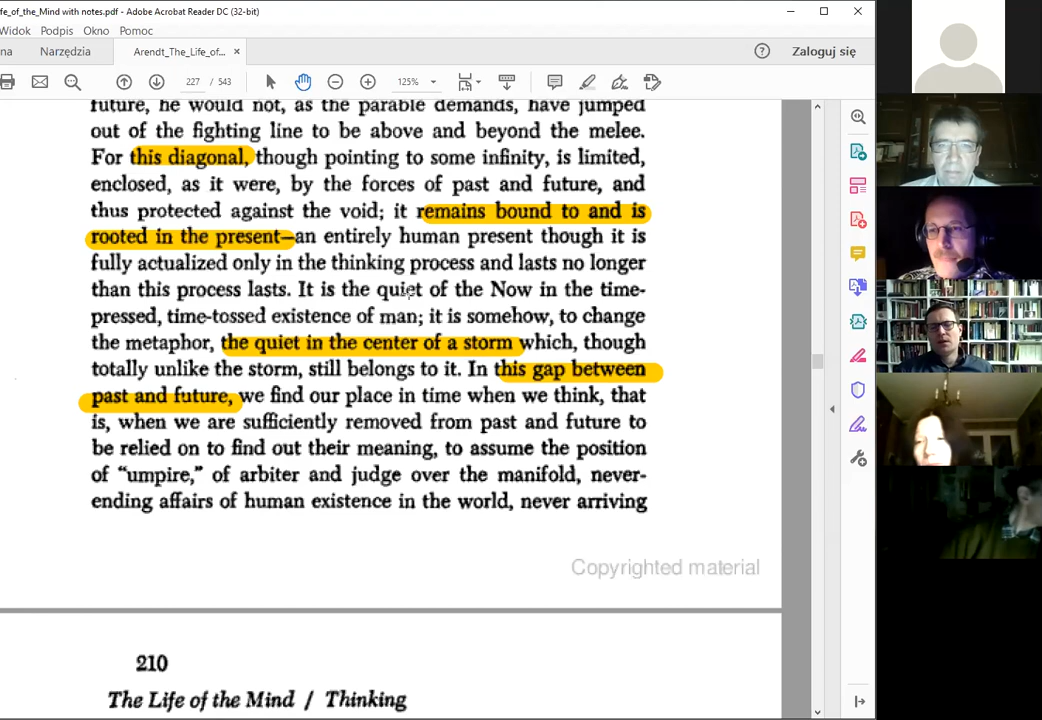 fe_of_the_Mind with notes.pdf - Adobe Acrobat Reader DC (32-bit)
Widok Podpis Okno Pomoc
na Narzędzia Arendt_The_Life_of_... × Zaloguj się
227 / 543 125%
future, he would not, as the parable demands, have jumped
out of the fighting line to be above and beyond the melee.
For this diagonal, though pointing to some infinity, is limited,
enclosed, as it were, by the forces of past and future, and
thus protected against the void; it remains bound to and is
rooted in the present—an entirely human present though it is
fully actualized only in the thinking process and lasts no longer
than this process lasts. It is the quiet of the Now in the time-
pressed, time-tossed existence of man; it is somehow, to change
the metaphor, the quiet in the center of a storm which, though
totally unlike the storm, still belongs to it. In this gap between
past and future, we find our place in time when we think, that
is, when we are sufficiently removed from past and future to
be relied on to find out their meaning, to assume the position
of “umpire,” of arbiter and judge over the manifold, never-
ending affairs of human existence in the world, never arriving
Copyrighted material
210
The Life of the Mind / Thinking